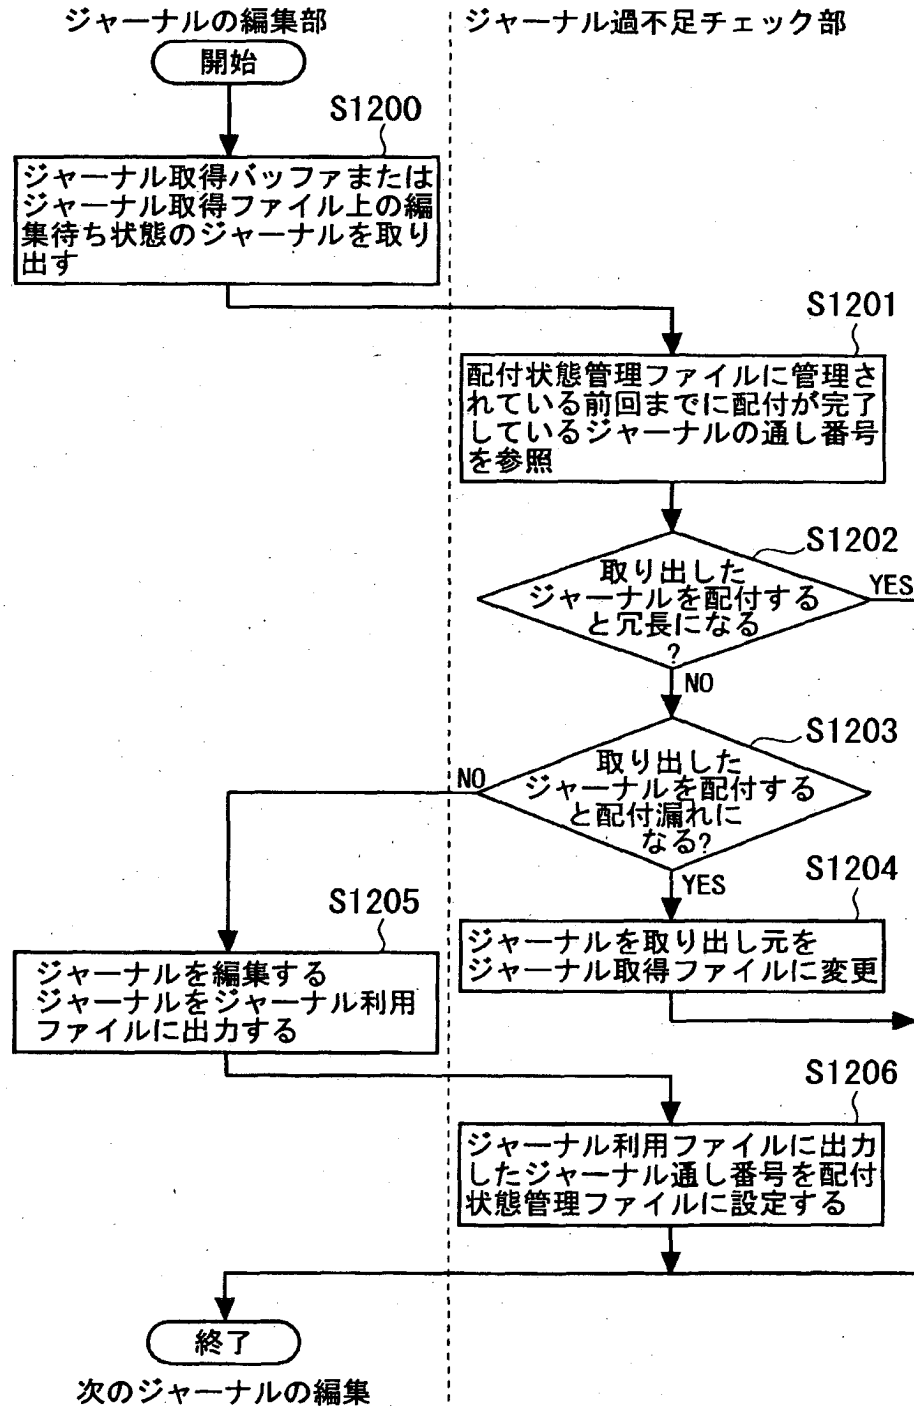 ジャーナルの編集部
ジャーナル過不足チェック部
開始
S1200
ジャーナル取得バッファまたは
ジャーナル取得ファイル上の編
集待ち状態のジャーナルを取り
出す
S1201
配付状態管理ファイルに管理さ
れている前回までに配付が完了
しているジャーナルの通し番号
を参照
S1202
取り出した
ジャーナルを配付する
と冗長になる
?
YES
NO
S1203
取り出した
ジャーナルを配付する
と配付漏れに
なる?
NO
YES
S1204
ジャーナルを取り出し元を
ジャーナル取得ファイルに変更
S1205
ジャーナルを編集する
ジャーナルをジャーナル利用
ファイルに出力する
S1206
ジャーナル利用ファイルに出力
したジャーナル通し番号を配付
状態管理ファイルに設定する
終了
次のジャーナルの編集